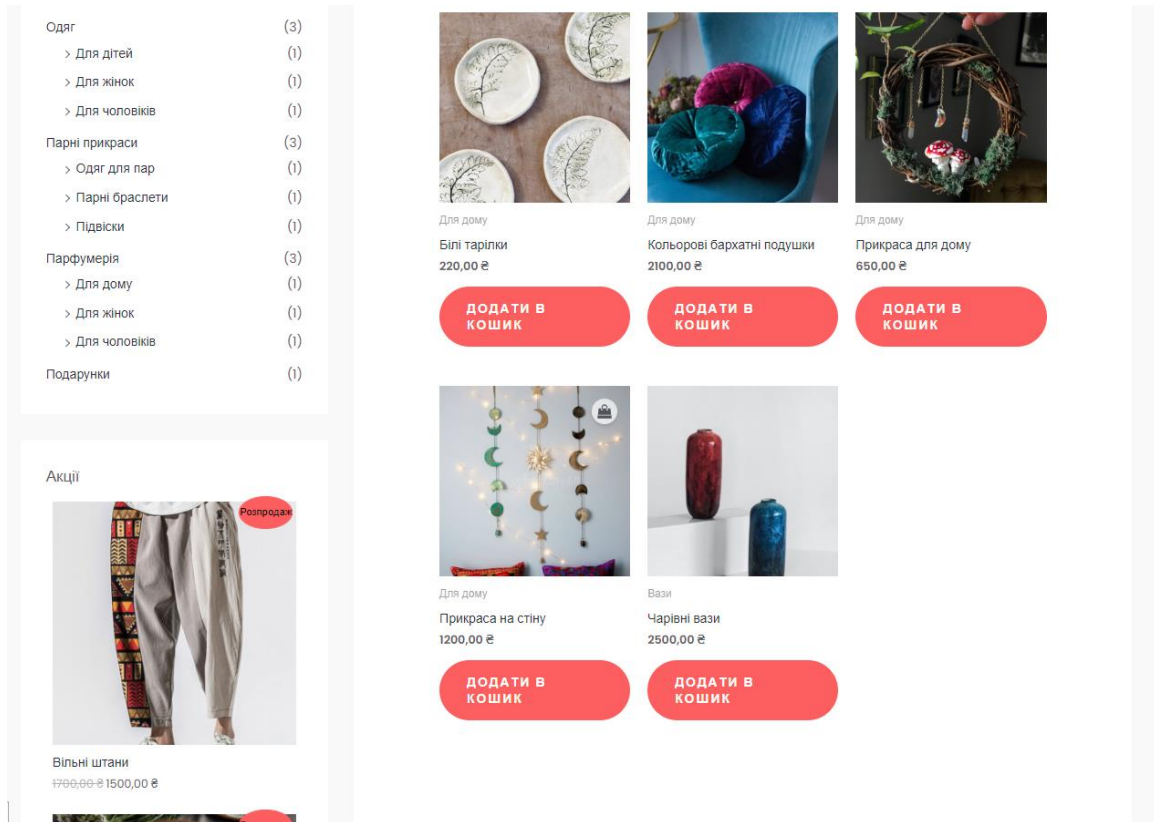 Одяг (3)
> Для дітей (1)
> Для жінок (1)
> Для чоловіків (1)
Парні прикраси (3)
> Одяг для пар (1)
> Парні браслети (1)
> Підвіски (1)
Парфумерія (3)
> Для дому (1)
> Для жінок (1)
> Для чоловіків (1)
Подарунки (1)
Акції
Розпродаж
Вільні штани
1700,00 ₴ 1500,00 ₴
Для дому
Білі тарілки
220,00 ₴
ДОДАТИ В
КОШИК
Для дому
Кольорові бархатні подушки
2100,00 ₴
ДОДАТИ В
КОШИК
Для дому
Прикраса для дому
650,00 ₴
ДОДАТИ В
КОШИК
Для дому
Прикраса на стіну
1200,00 ₴
ДОДАТИ В
КОШИК
Вази
Чарівні вази
2500,00 ₴
ДОДАТИ В
КОШИК